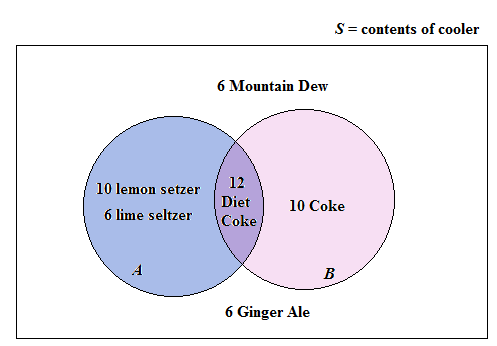 S = contents of cooler
6 Mountain Dew
10 lemon setzer
6 lime seltzer
12
Diet
Coke
10 Coke
A
B
6 Ginger Ale